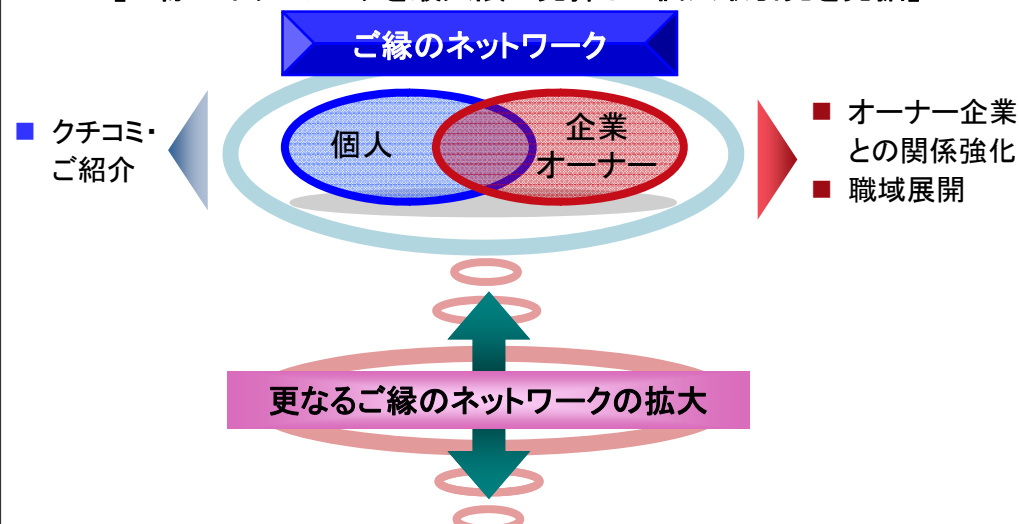 ご縁のネットワーク
■ クチコミ・
ご紹介
個人
企業
オーナー
■ オーナー企業
との関係強化
■ 職域展開
更なるご縁のネットワークの拡大